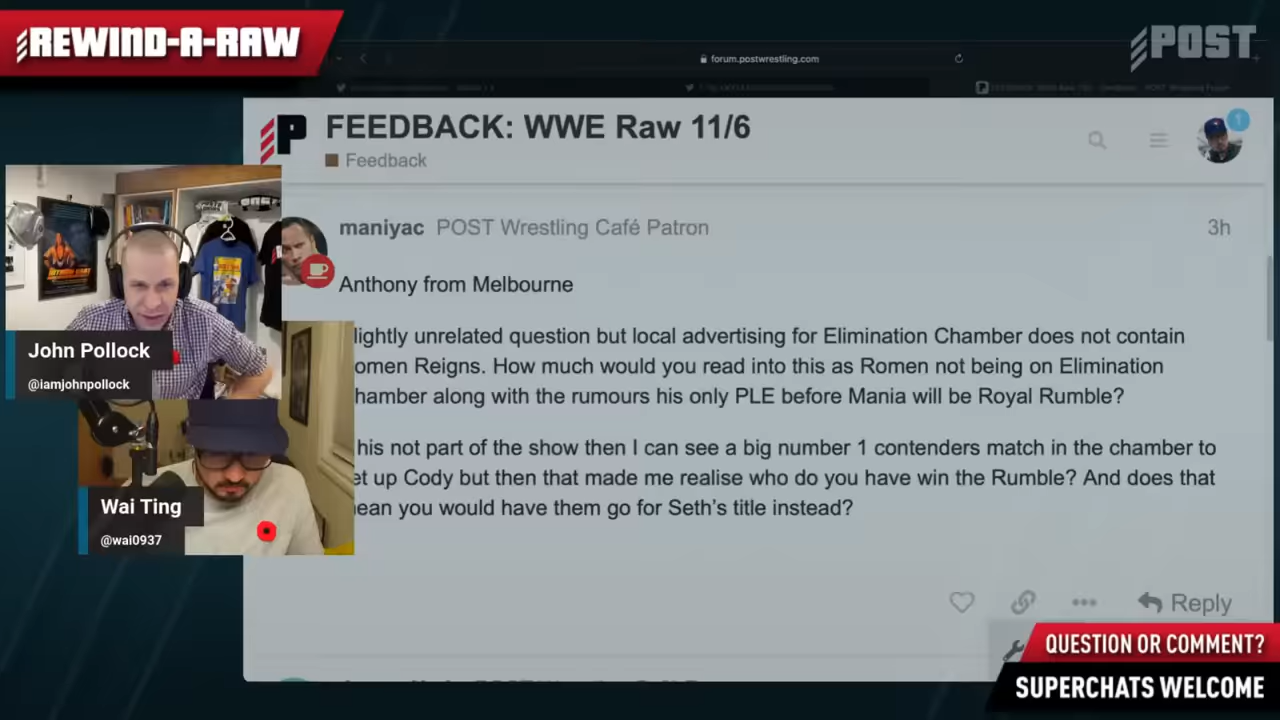 REWIND-A-RAW
POST
forum.postwrestling.com
FEEDBACK: WWE Raw 11/6
Feedback
1
maniyac POST Wrestling Café Patron
3h
Anthony from Melbourne
lightly unrelated question but local advertising for Elimination Chamber does not contain
omen Reigns. How much would you read into this as Romen not being on Elimination
hamber along with the rumours his only PLE before Mania will be Royal Rumble?
his not part of the show then I can see a big number 1 contenders match in the chamber to
et up Cody but then that made me realise who do you have win the Rumble? And does that
ean you would have them go for Seth's title instead?
Reply
John Pollock
@iamjohnpollock
Wai Ting
@wai0937
QUESTION OR COMMENT?
SUPERCHATS WELCOME